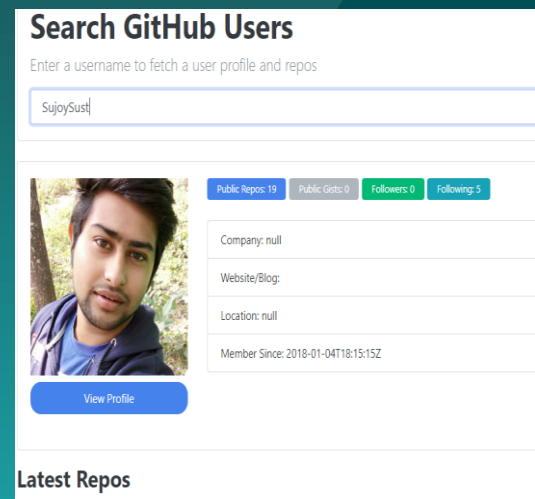 Search GitHub Users
Enter a username to fetch a user profile and repos
SujoySust
Public Repos: 19 Public Gists: 0 Followers: 0 Following: 5
Company: null
Website/Blog:
Location: null
Member Since: 2018-01-04T18:15:15Z
View Profile
Latest Repos